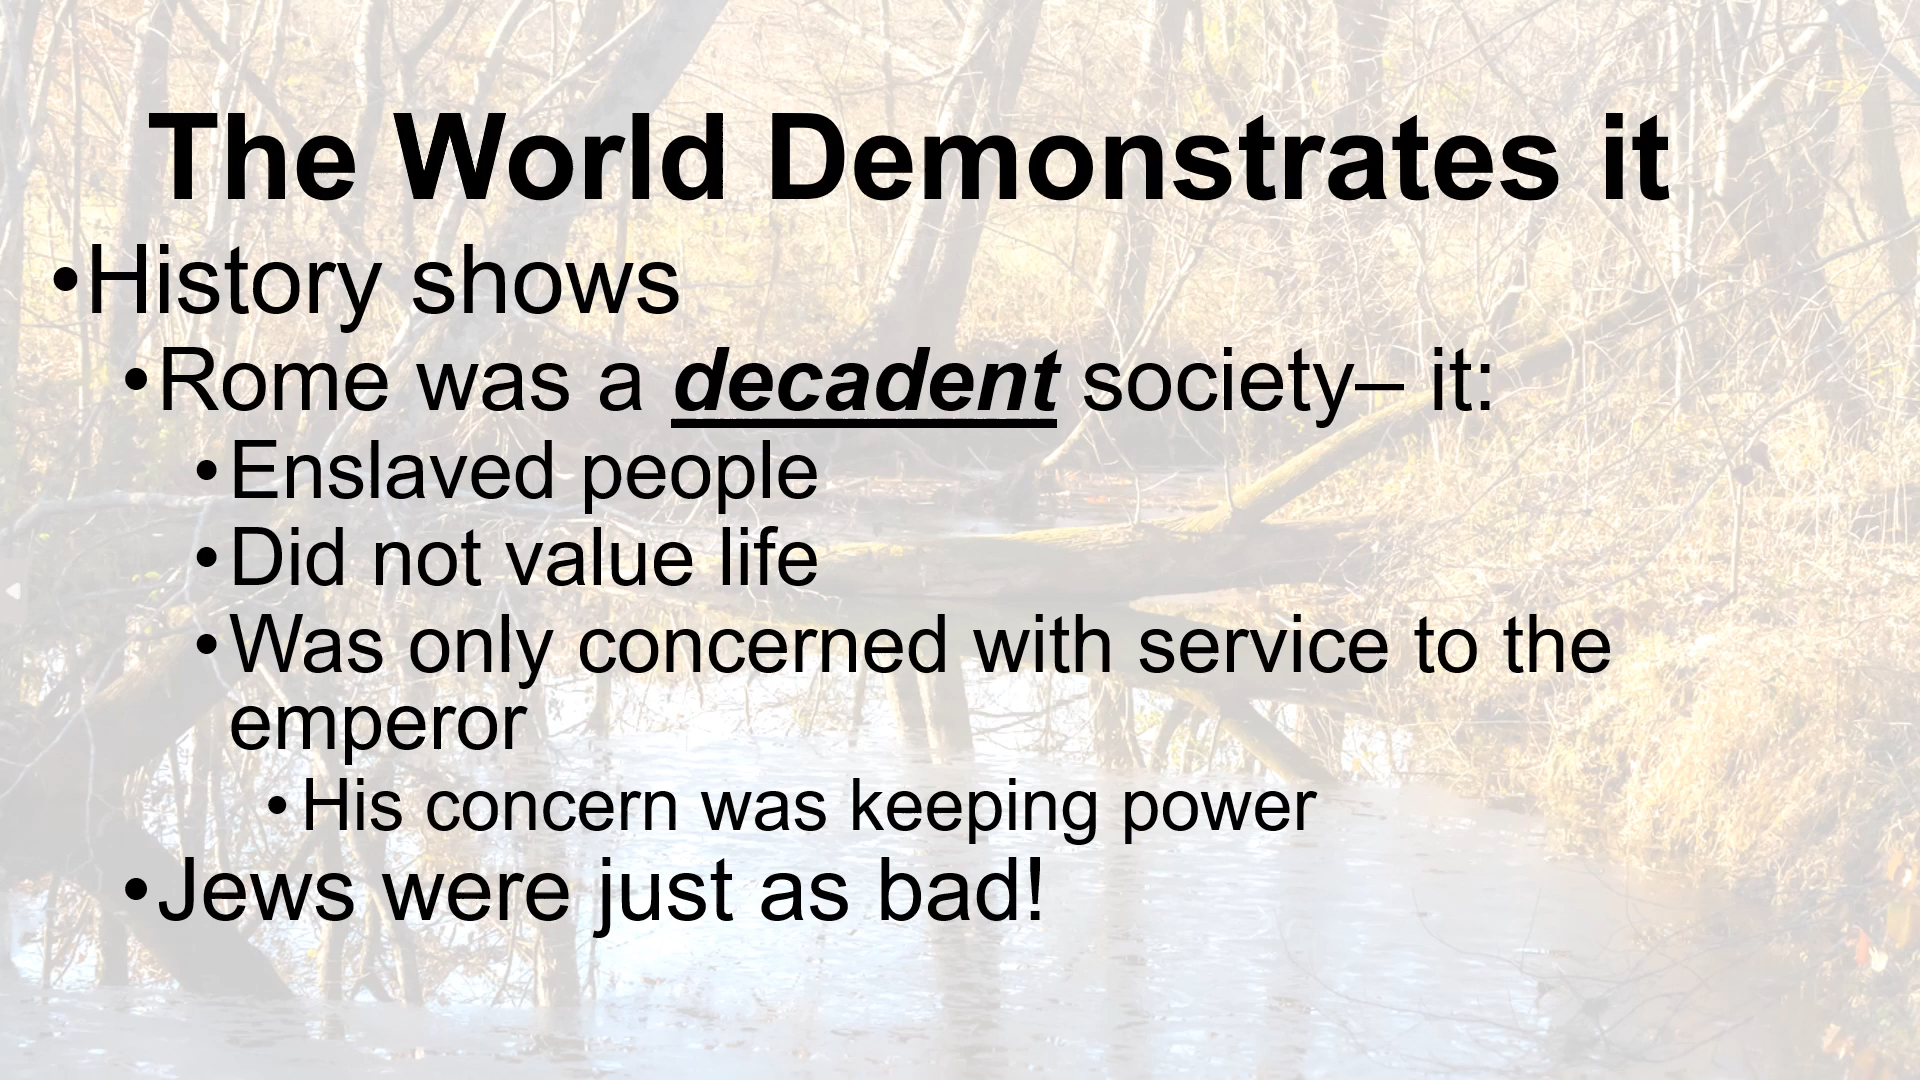 The World Demonstrates it
•History shows
•Rome was a decadent society– it:
•Enslaved people
•Did not value life
•Was only concerned with service to the
emperor
•His concern was keeping power
•Jews were just as bad!